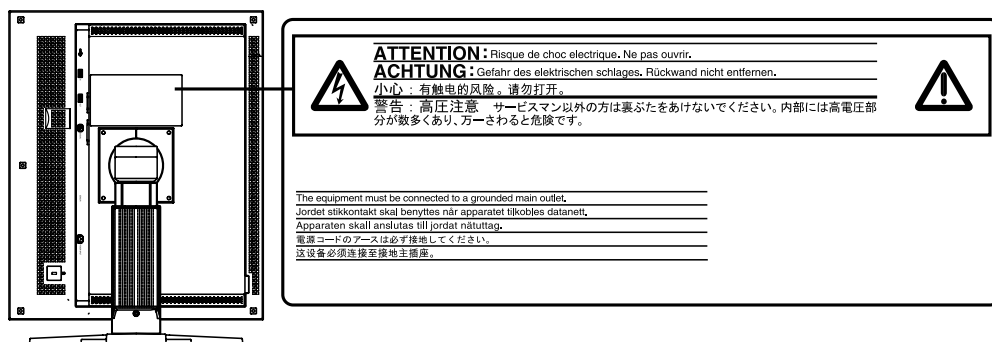 ATTENTION : Risque de choc electrique. Ne pas ouvrir.
ACHTUNG : Gefahr des elektrischen schlages. Rückwand nicht entfernen.
小心 : 有触电的风险。请勿打开。
警告 : 高圧注意 サービスマン以外の方は裏ぶたをあけないでください。内部には高電圧部
分が数多くあり、万一さわると危険です。
The equipment must be connected to a grounded main outlet.
Jordet stikkontakt skal benyttes når apparatet tilkobles datanett.
Apparaten skall anslutas till jordat nätuttag.
電源コードのアースは必ず接地してください。
这设备必须连接至接地主插座。